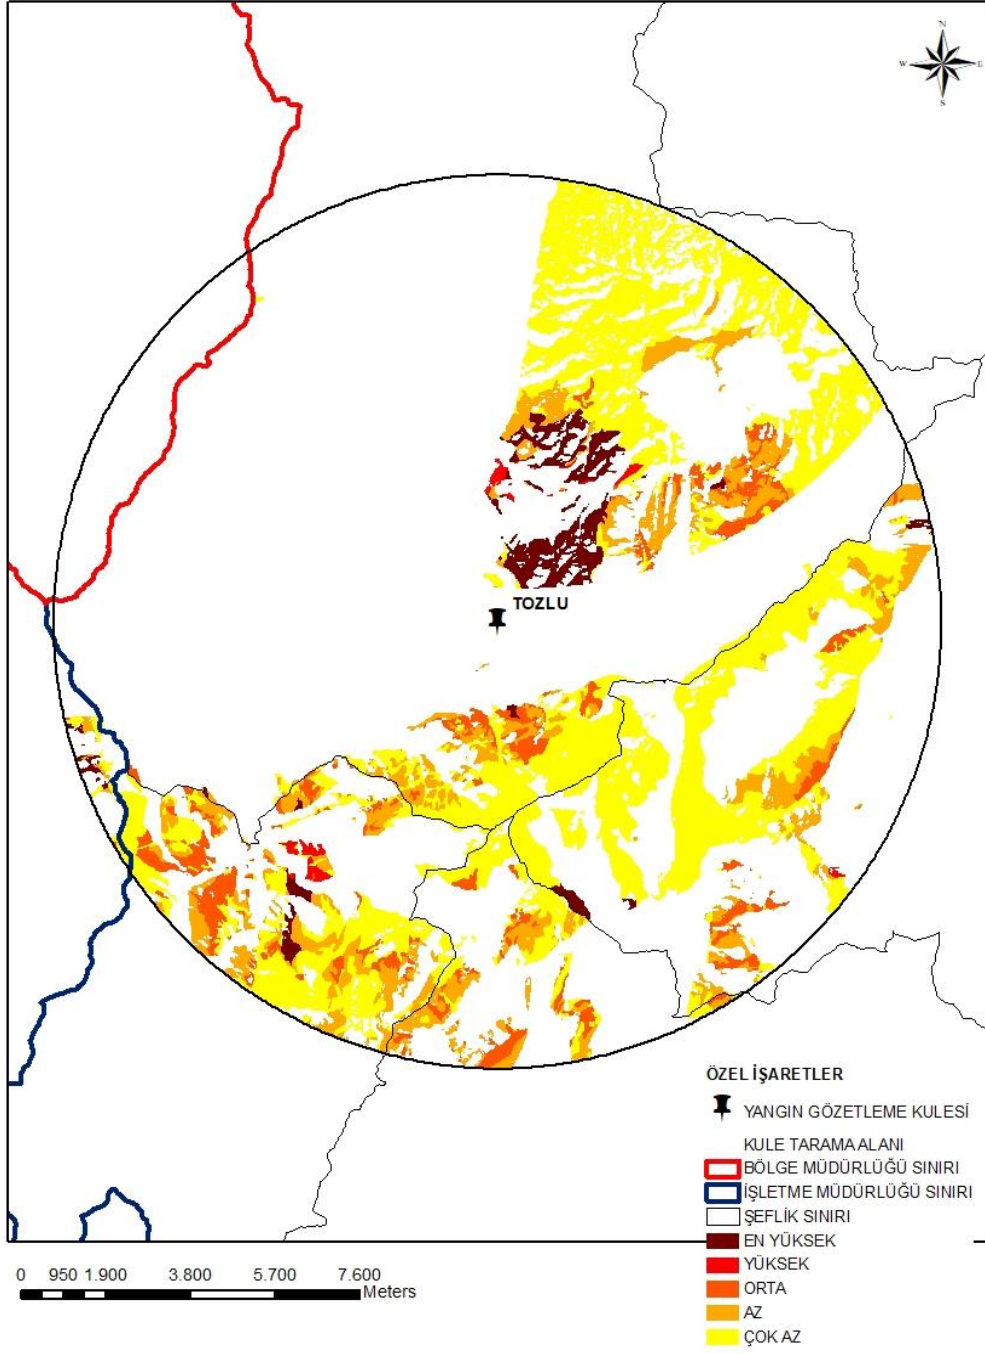 N
W E
S
TOZLU
ÖZEL İŞARETLER
YANGIN GÖZETLEME KULESİ
KULE TARAMA ALANI
BÖLGE MÜDÜRLÜĞÜ SINIRI
İŞLETME MÜDÜRLÜĞÜ SINIRI
ŞEFLİK SINIRI
EN YÜKSEK
YÜKSEK
ORTA
AZ
ÇOK AZ
0 950 1.900 3.800 5.700 7.600
Meters